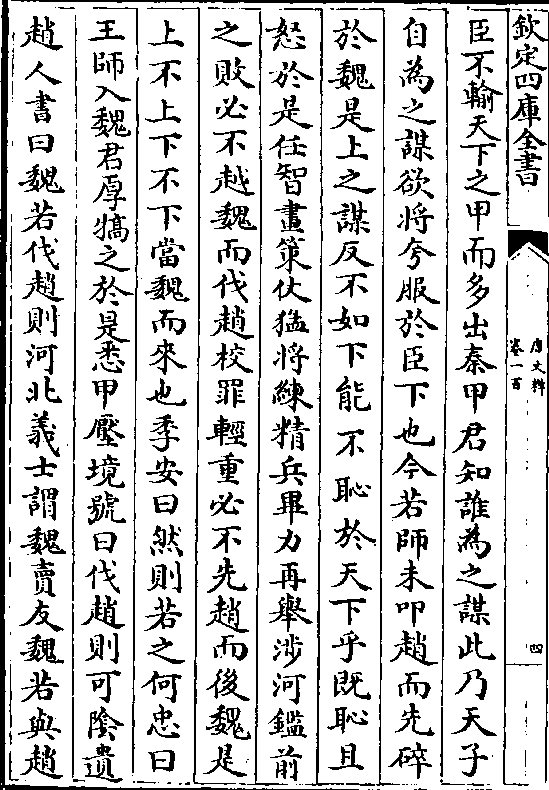 欽定四庫全書
唐文粹
卷一百
四
臣不輸天下之甲而多出秦甲君知誰為之謀此乃天子
自為之謀欲將夸服於臣下也今若師未叩趙而先碎
於魏是上之謀反不如下能不恥於天下乎既恥且
怒於是任智畫策仗猛將練精兵畢力再舉涉河鑑前
之敗必不越魏而伐趙校罪輕重必不先趙而後魏是
上不上下不下當魏而來也季安曰然則若之何忠曰
王師入魏君厚犒之於是悉甲壓境號曰伐趙則可陰遺
趙人書曰魏若伐趙則河北義士謂魏賣友魏若與趙